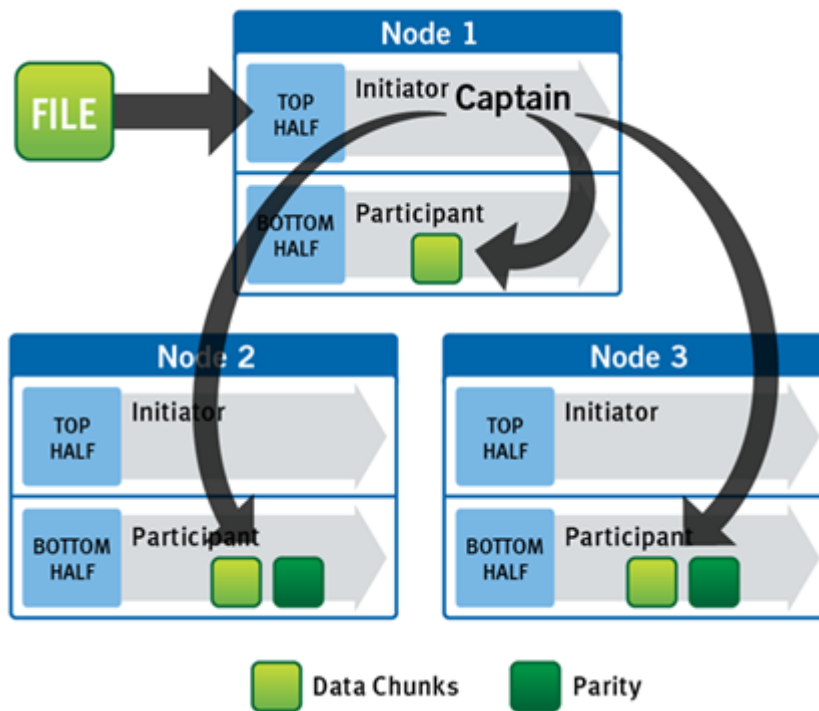 Node 1
FILE
TOP
HALF
Initiator
Captain
BOTTOM
HALF
Participant
Node 2
TOP
HALF
Initiator
BOTTOM
HALF
Participant
Node 3
TOP
HALF
Initiator
BOTTOM
HALF
Participant
Data Chunks
Parity